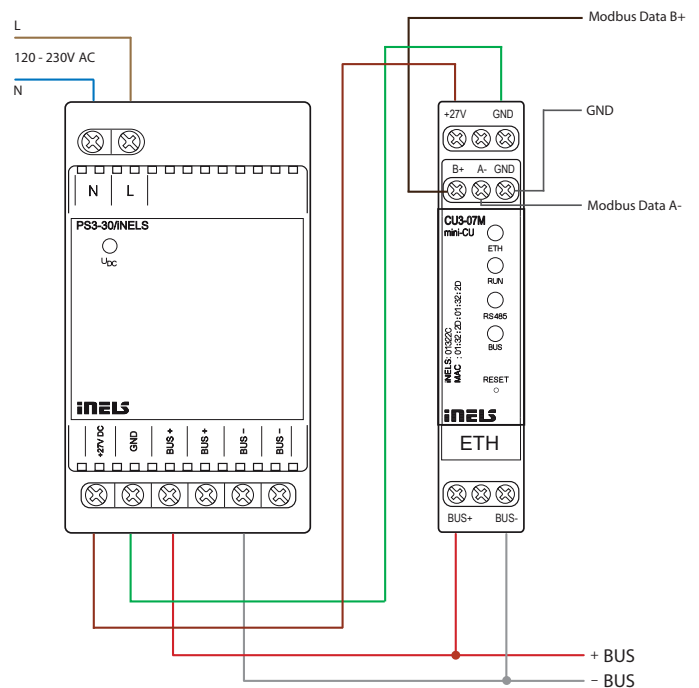 L
120 - 230V AC
N
Modbus Data B+
GND
Modbus Data A-
N L
PS3-30/iNELS
UDC
iNELS
+27V DC
GND
BUS +
BUS +
BUS -
BUS -
+27V GND
B+ A- GND
CU3-07M
mini-CU
ETH
RUN
RS485
BUS
iNELS: 01322C
MAC : 01:32:2D:01:32:2D
RESET
iNELS
ETH
BUS+ BUS-
+ BUS
- BUS